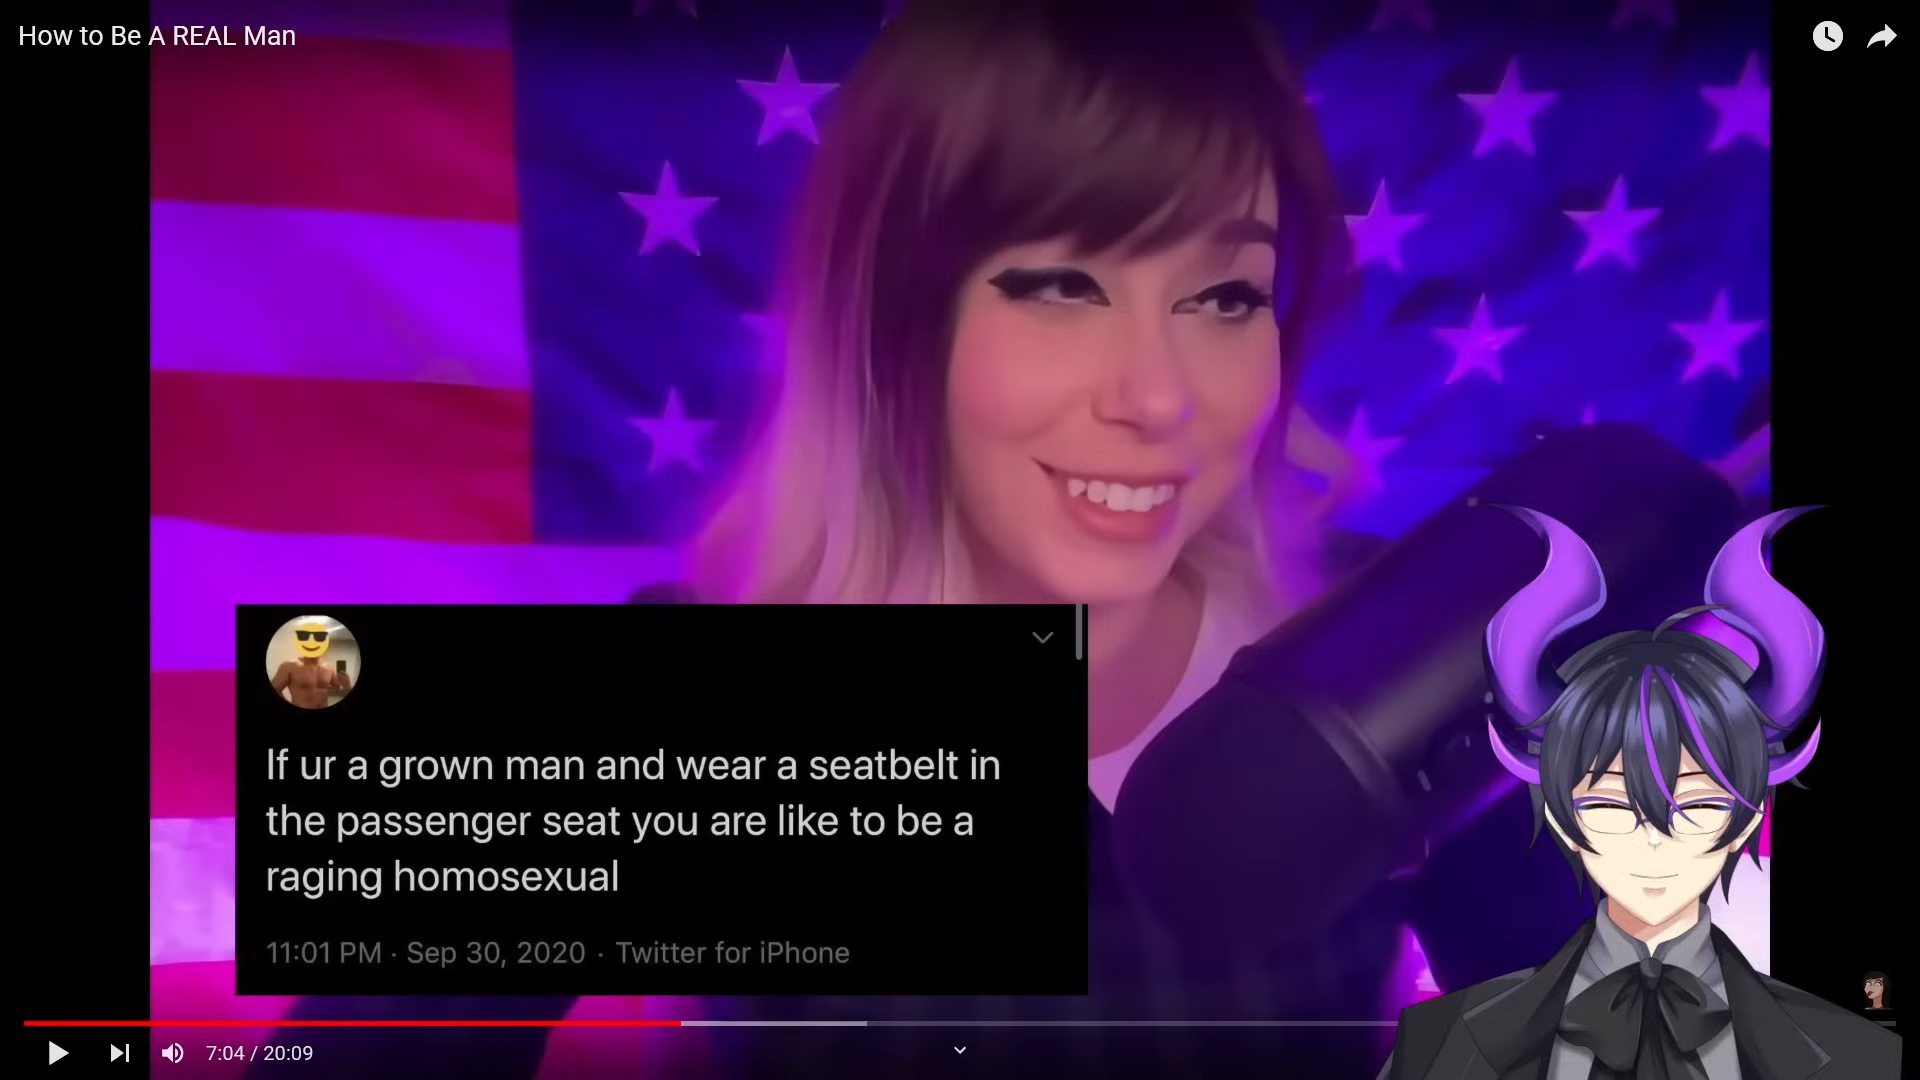 How to Be A REAL Man
If ur a grown man and wear a seatbelt in
the passenger seat you are like to be a
raging homosexual
11:01 PM · Sep 30, 2020 · Twitter for iPhone
7:04 / 20:09